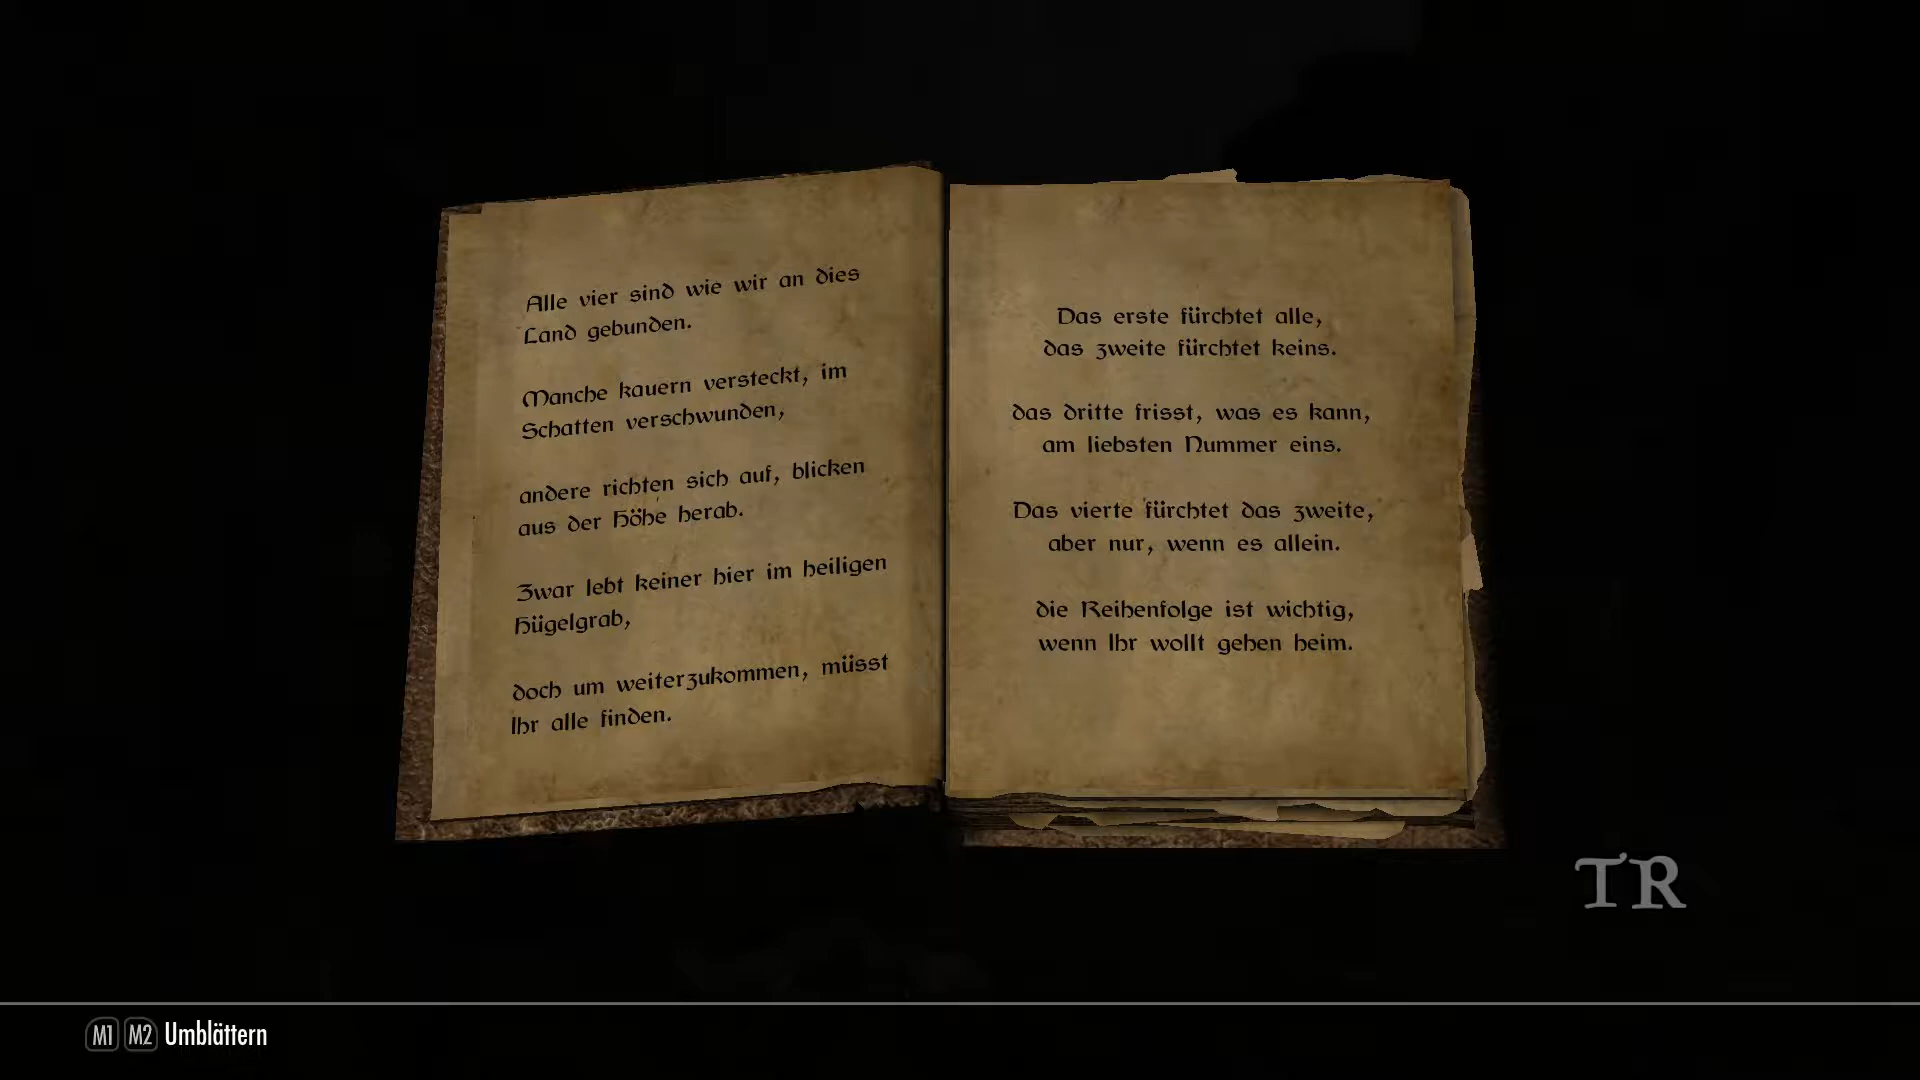 Alle vier sind wie wir an dies
Land gebunden.
Manche kauern versteckt, im
Schatten verschwunden,
andere richten sich auf, blicken
aus der Höhe herab.
Zwar lebt keiner hier im heiligen
Hügelgrab,
doch um weiterzukommen, müsst
Ihr alle finden.
Das erste fürchtet alle,
das zweite fürchtet keins.
das dritte frisst, was es kann,
am liebsten Nummer eins.
Das vierte fürchtet das zweite,
aber nur, wenn es allein.
die Reihenfolge ist wichtig,
wenn Ihr wollt gehen heim.
TR
M1 M2 Umblättern